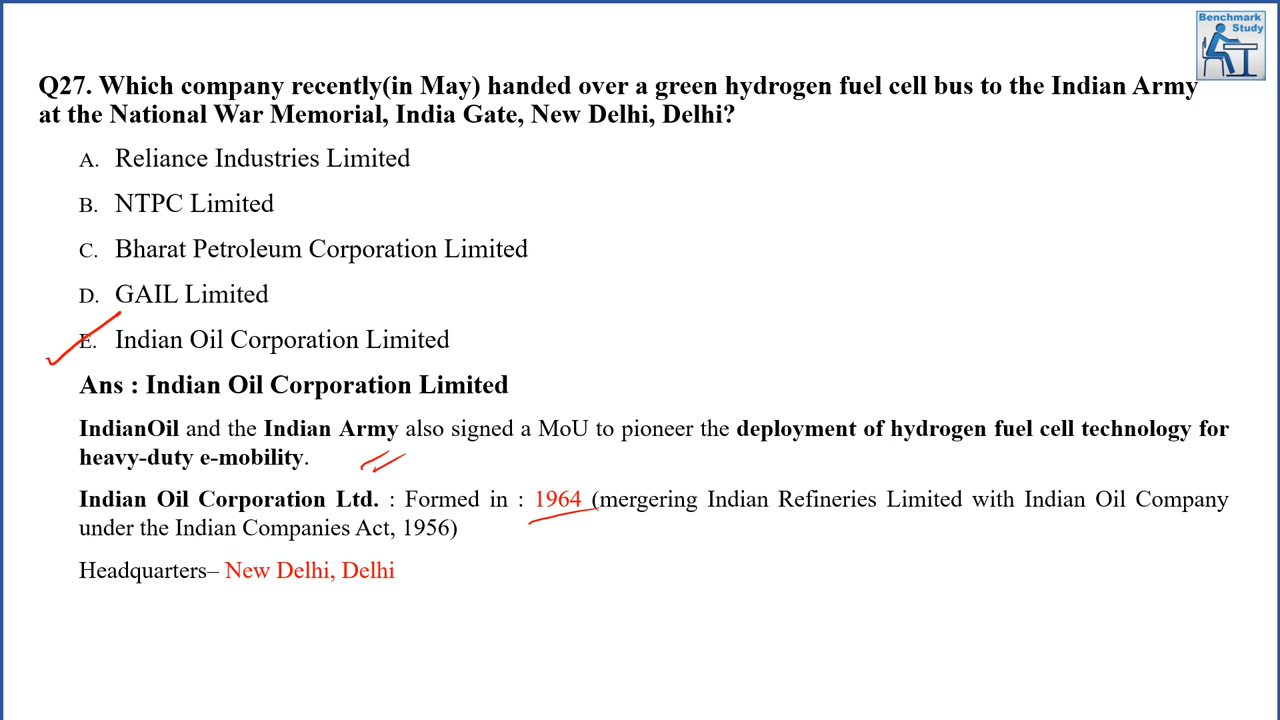 Benchmark
Study
Q27. Which company recently(in May) handed over a green hydrogen fuel cell bus to the Indian Army
at the National War Memorial, India Gate, New Delhi, Delhi?
A. Reliance Industries Limited
B. NTPC Limited
C. Bharat Petroleum Corporation Limited
D. GAIL Limited
E. Indian Oil Corporation Limited
Ans : Indian Oil Corporation Limited
IndianOil and the Indian Army also signed a MoU to pioneer the deployment of hydrogen fuel cell technology for
heavy-duty e-mobility.
Indian Oil Corporation Ltd. : Formed in : 1964 (mergering Indian Refineries Limited with Indian Oil Company
under the Indian Companies Act, 1956)
Headquarters– New Delhi, Delhi